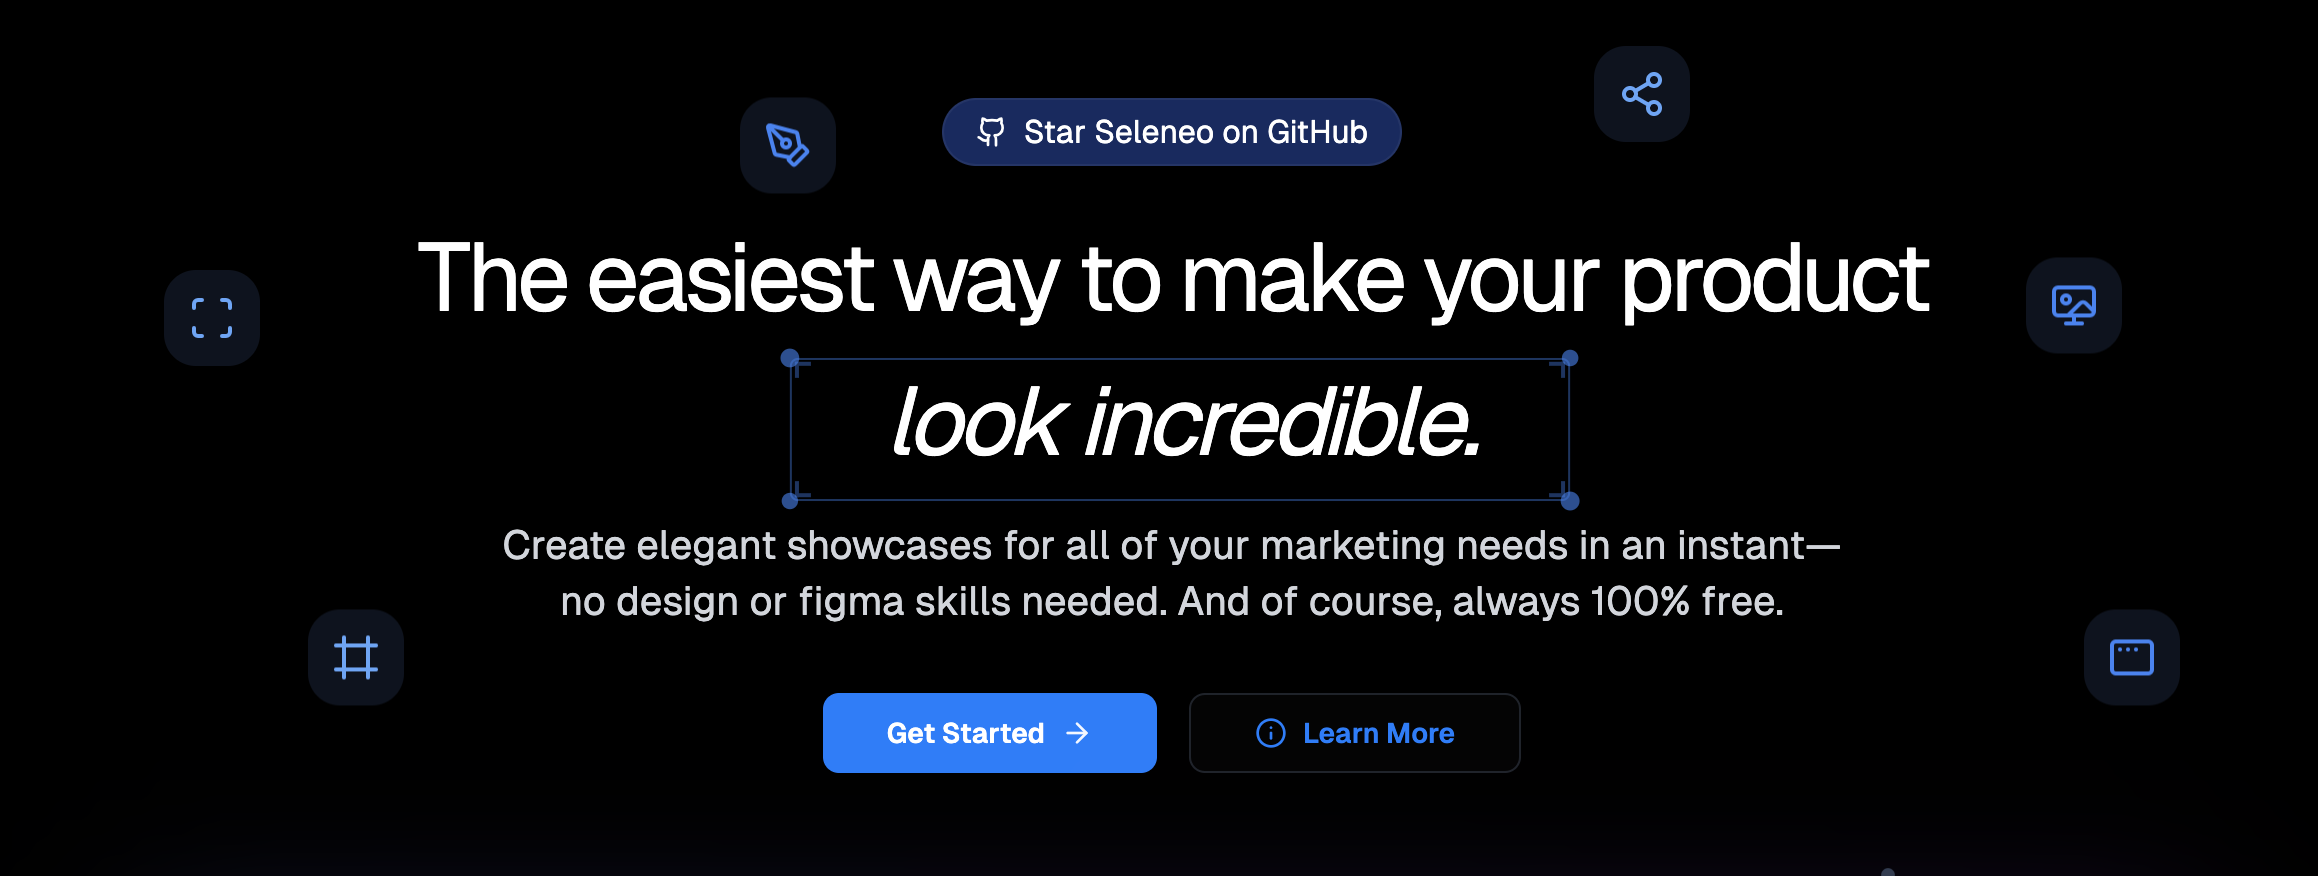 Star Seleneo on GitHub
The easiest way to make your product
look incredible.
Create elegant showcases for all of your marketing needs in an instant—
no design or figma skills needed. And of course, always 100% free.
Get Started
Learn More